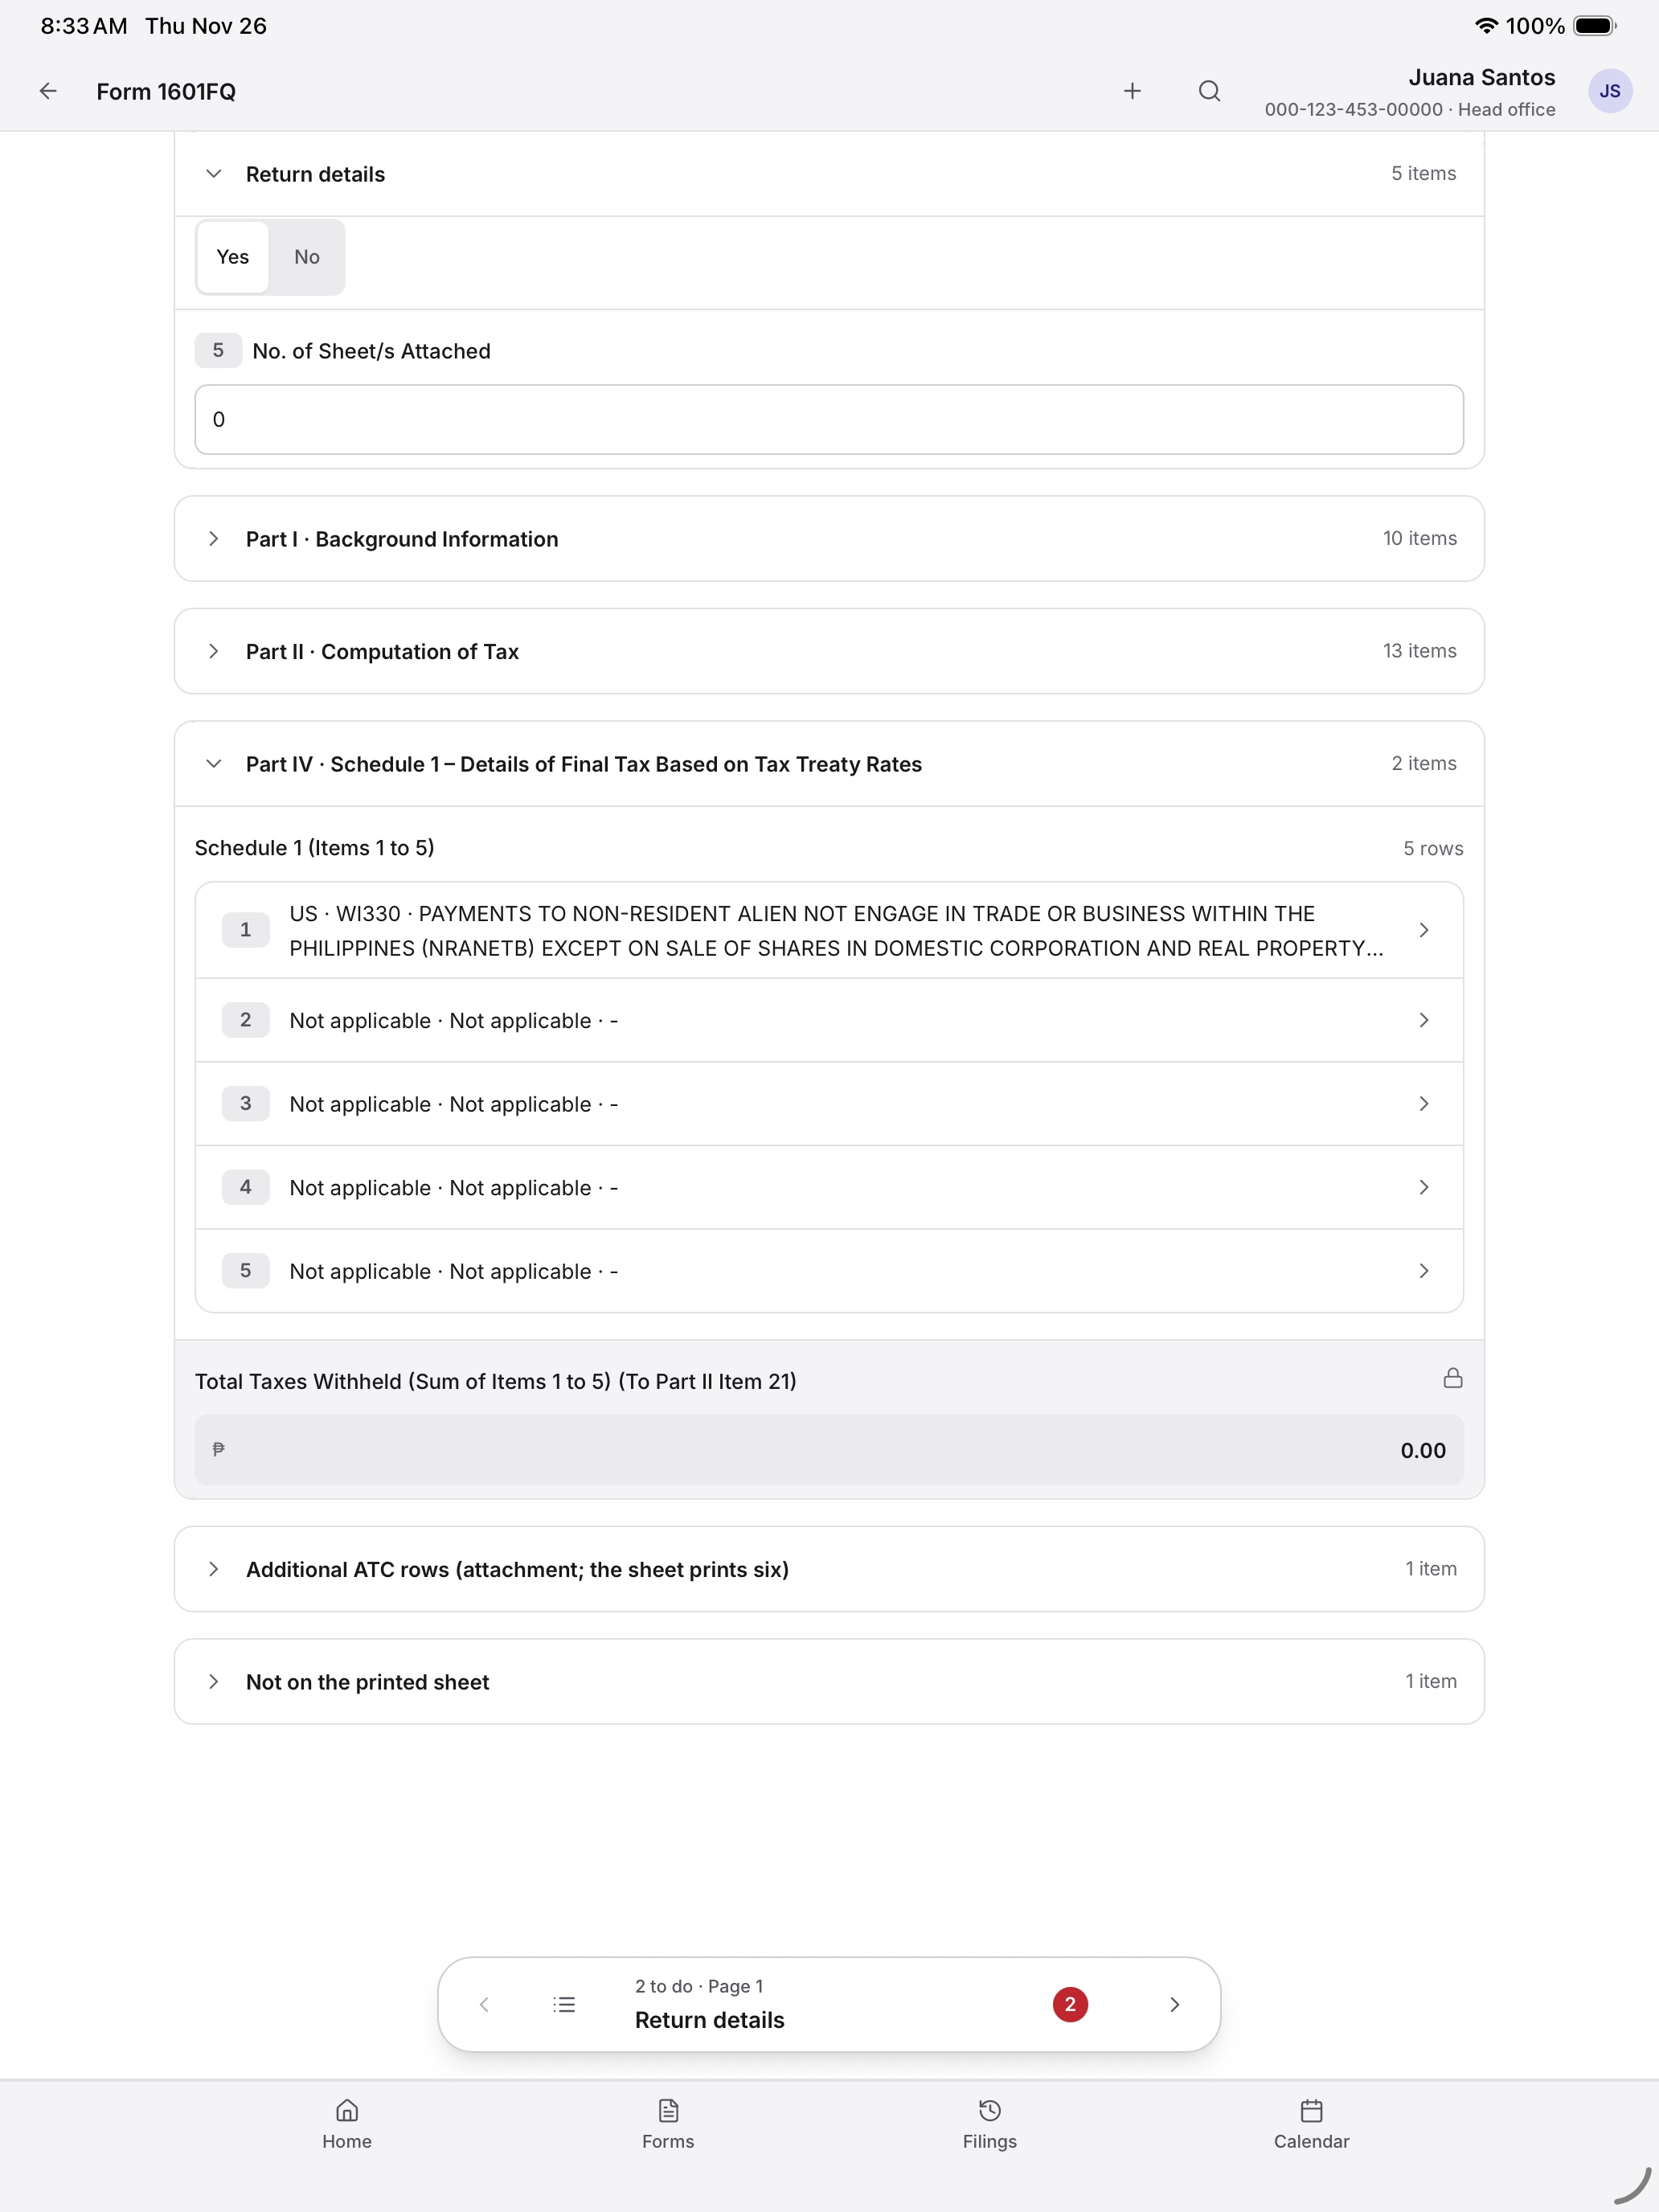 8:33 AM Thu Nov 26
100%
Form 1601FQ
Juana Santos
000-123-453-00000 · Head office
JS
Return details
5 items
Yes
No
5 No. of Sheet/s Attached
0
Part I · Background Information
10 items
Part II · Computation of Tax
13 items
Part IV · Schedule 1 – Details of Final Tax Based on Tax Treaty Rates
2 items
Schedule 1 (Items 1 to 5)
5 rows
1
US · WI330 · PAYMENTS TO NON-RESIDENT ALIEN NOT ENGAGE IN TRADE OR BUSINESS WITHIN THE
PHILIPPINES (NRANETB) EXCEPT ON SALE OF SHARES IN DOMESTIC CORPORATION AND REAL PROPERTY...
2 Not applicable · Not applicable · -
3 Not applicable · Not applicable · -
4 Not applicable · Not applicable · -
5 Not applicable · Not applicable · -
Total Taxes Withheld (Sum of Items 1 to 5) (To Part II Item 21)
₱ 0.00
Additional ATC rows (attachment; the sheet prints six)
1 item
Not on the printed sheet
1 item
2 to do · Page 1
Return details
2
Home
Forms
Filings
Calendar